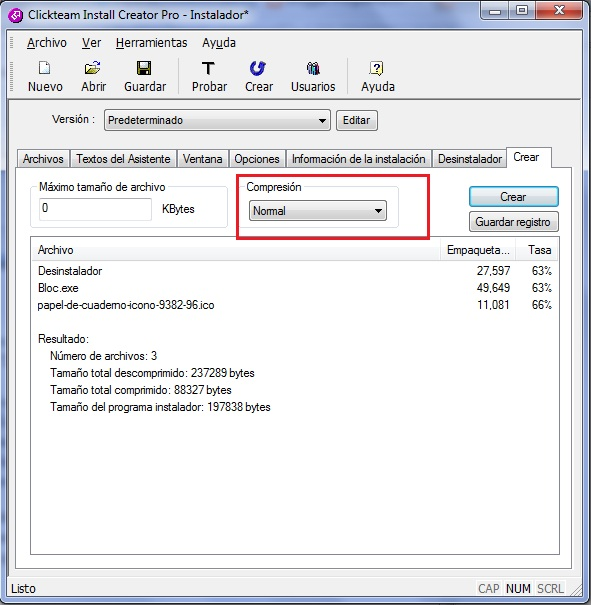 Clickteam Install Creator Pro - Instalador*
Archivo Ver Herramientas Ayuda
Nuevo Abrir Guardar Probar Crear Usuarios Ayuda
Versión : Predeterminado Editar
Archivos Textos del Asistente Ventana Opciones Información de la instalación Desinstalador Crear
Máximo tamaño de archivo Compresión
Crear
0 KBytes Normal
Guardar registro
Archivo Empaqueta... Tasa
Desinstalador 27,597 63%
Bloc.exe 49,649 63%
papel-de-cuaderno-icono-9382-96.ico 11,081 66%
Resultado:
Número de archivos: 3
Tamaño total descomprimido: 237289 bytes
Tamaño total comprimido: 88327 bytes
Tamaño del programa instalador: 197838 bytes
Listo CAP NUM SCRL